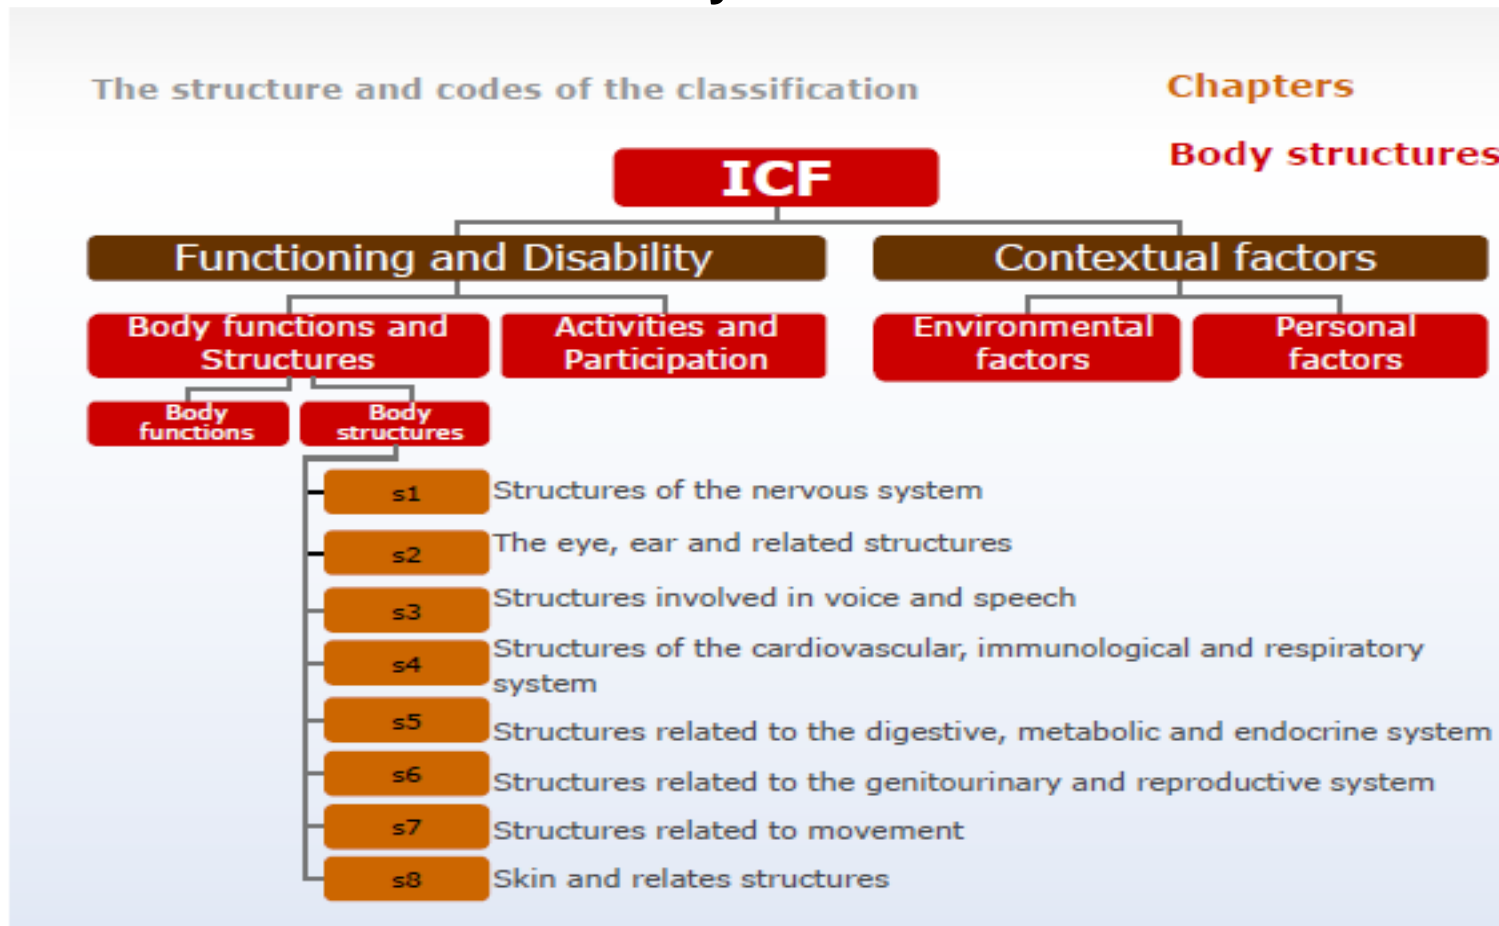 The structure and codes of the classification
Chapters
Body structures
ICF
Functioning and Disability
Contextual factors
Body functions and
Structures
Activities and
Participation
Environmental
factors
Personal
factors
Body
functions
Body
structures
s1
Structures of the nervous system
s2
The eye, ear and related structures
s3
Structures involved in voice and speech
s4
Structures of the cardiovascular, immunological and respiratory
system
s5
Structures related to the digestive, metabolic and endocrine system
s6
Structures related to the genitourinary and reproductive system
s7
Structures related to movement
s8
Skin and relates structures